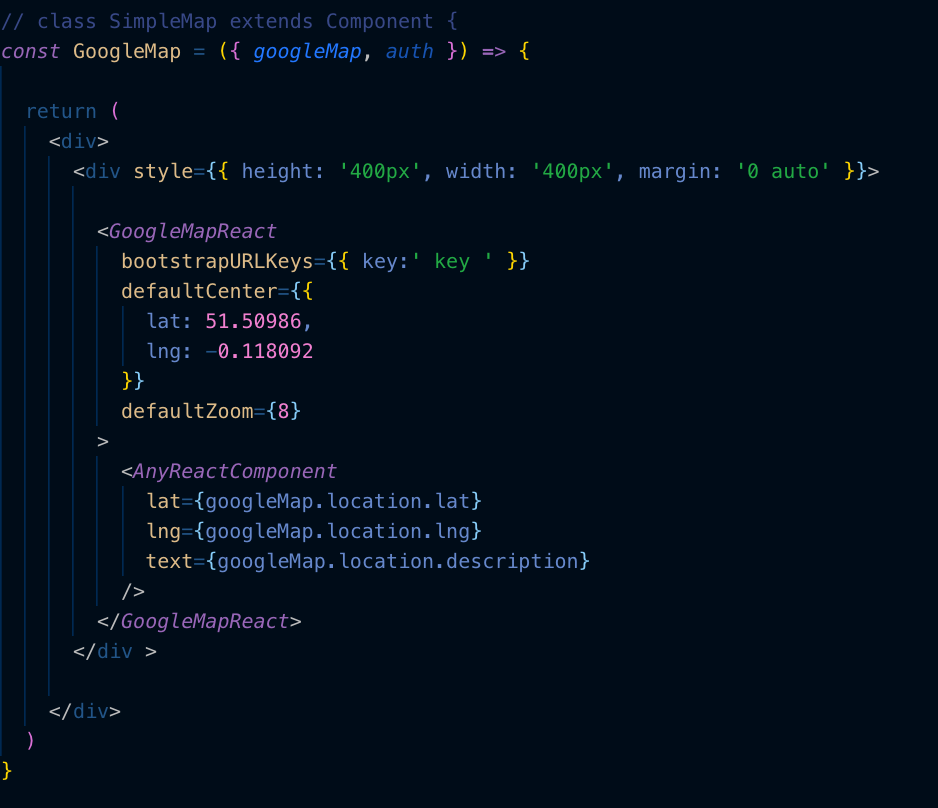 // class SimpleMap extends Component {
const GoogleMap = ({ googleMap, auth }) => {
return (
<div>
<div style={{ height: '400px', width: '400px', margin: '0 auto' }}>
<GoogleMapReact
bootstrapURLKeys={{ key:' key ' }}
defaultCenter={{
lat: 51.50986,
lng: -0.118092
}}
defaultZoom={8}
>
<AnyReactComponent
lat={googleMap.location.lat}
lng={googleMap.location.lng}
text={googleMap.location.description}
/>
</GoogleMapReact>
</div >
</div>
)
}